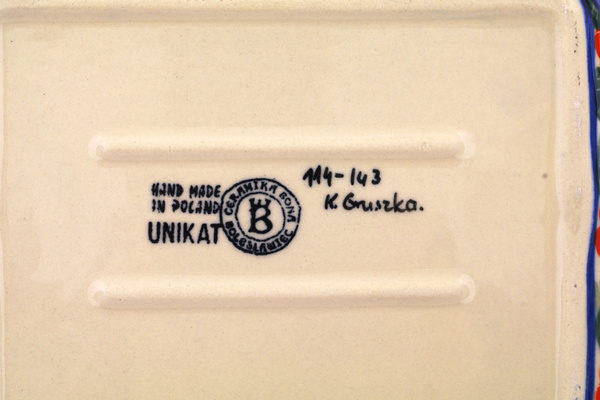 HAND MADE
IN POLAND
UNIKAT
CERAMIKA BONA
BOLESŁAWIEC
B
114-143
K. Gruszka.